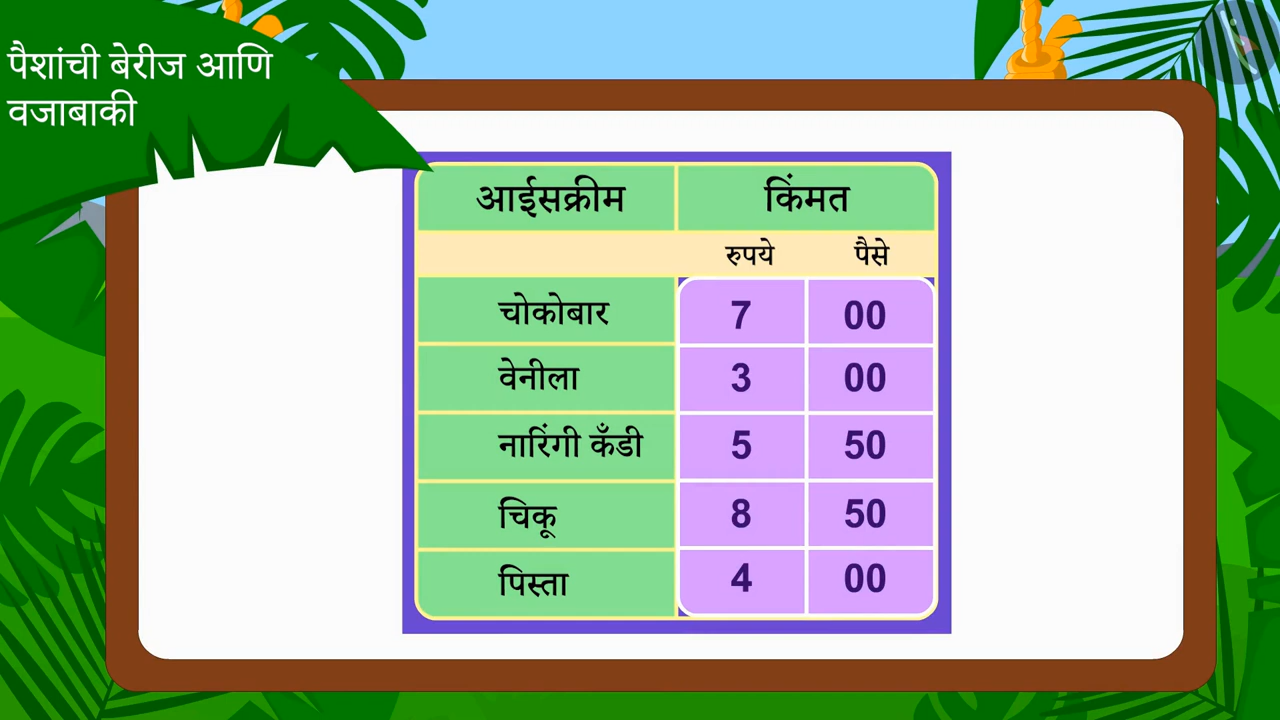 पैशांची बेरीज आणि
वजाबाकी
आईसक्रीम किंमत
रुपये पैसे
चोकोबार 7 00
वेनीला 3 00
नारिंगी कँडी 5 50
चिकू 8 50
पिस्ता 4 00